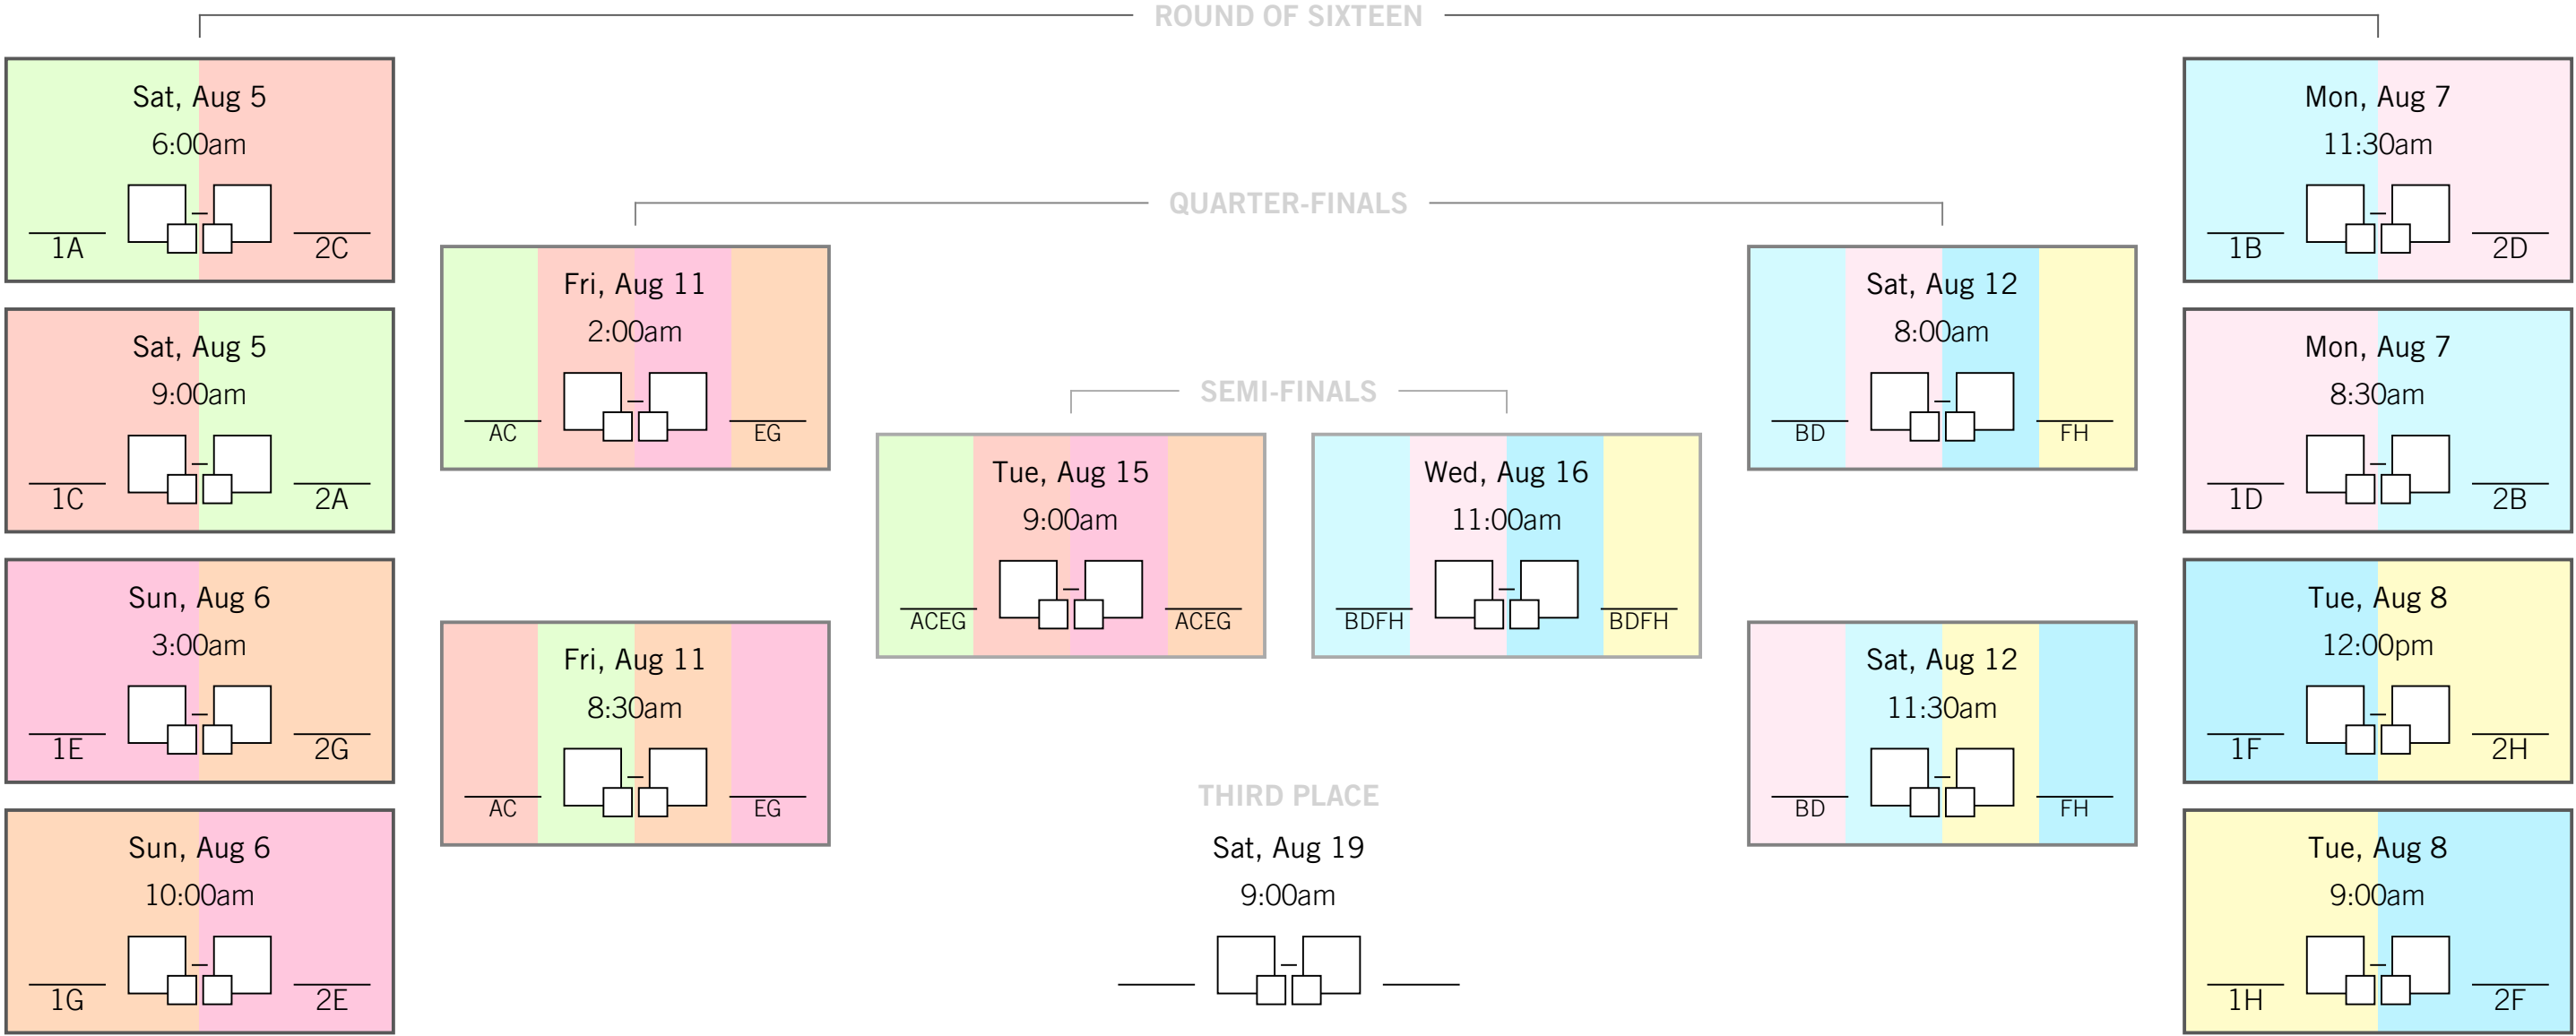 ROUND OF SIXTEEN
Sat, Aug 5
6:00am
–
1A 2C
Sat, Aug 5
9:00am
–
1C 2A
Sun, Aug 6
3:00am
–
1E 2G
Sun, Aug 6
10:00am
–
1G 2E
QUARTER-FINALS
Fri, Aug 11
2:00am
–
AC EG
Fri, Aug 11
8:30am
–
AC EG
SEMI-FINALS
Tue, Aug 15
9:00am
–
ACEG ACEG
Wed, Aug 16
11:00am
–
BDFH BDFH
THIRD PLACE
Sat, Aug 19
9:00am
–
Sat, Aug 12
8:00am
–
BD FH
Sat, Aug 12
11:30am
–
BD FH
Mon, Aug 7
11:30am
–
1B 2D
Mon, Aug 7
8:30am
–
1D 2B
Tue, Aug 8
12:00pm
–
1F 2H
Tue, Aug 8
9:00am
–
1H 2F